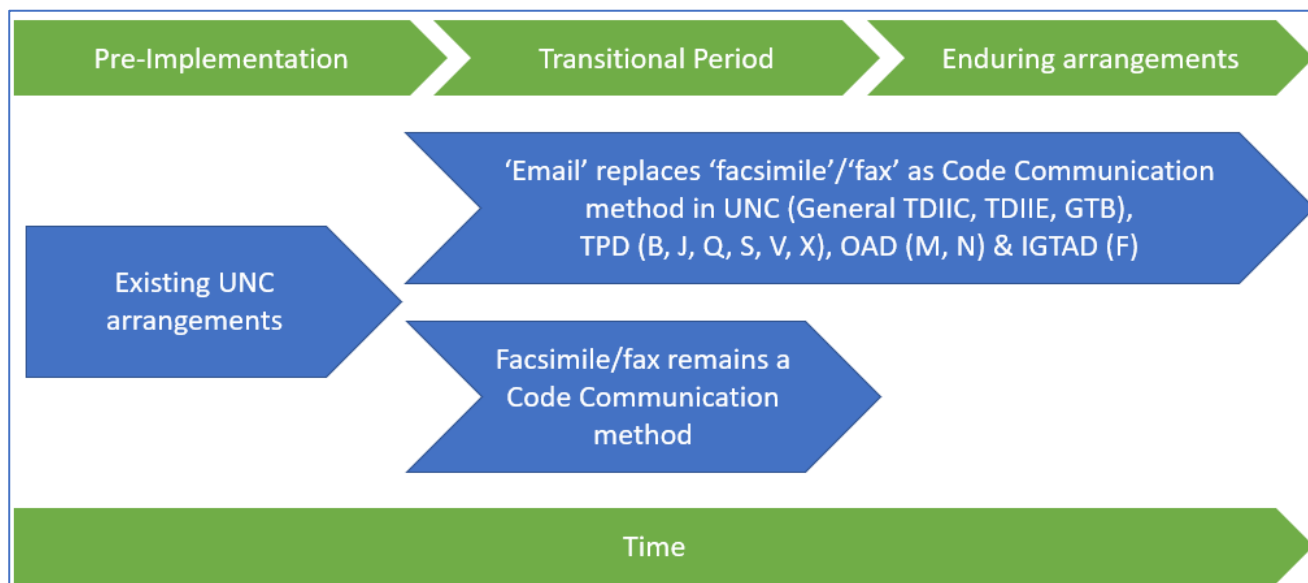 Pre-Implementation
Transitional Period
Enduring arrangements
‘Email’ replaces ‘facsimile’/‘fax’ as Code Communication
method in UNC (General TDIIC, TDIIE, GTB),
TPD (B, J, Q, S, V, X), OAD (M, N) & IGTAD (F)
Existing UNC
arrangements
Facsimile/fax remains a
Code Communication
method
Time